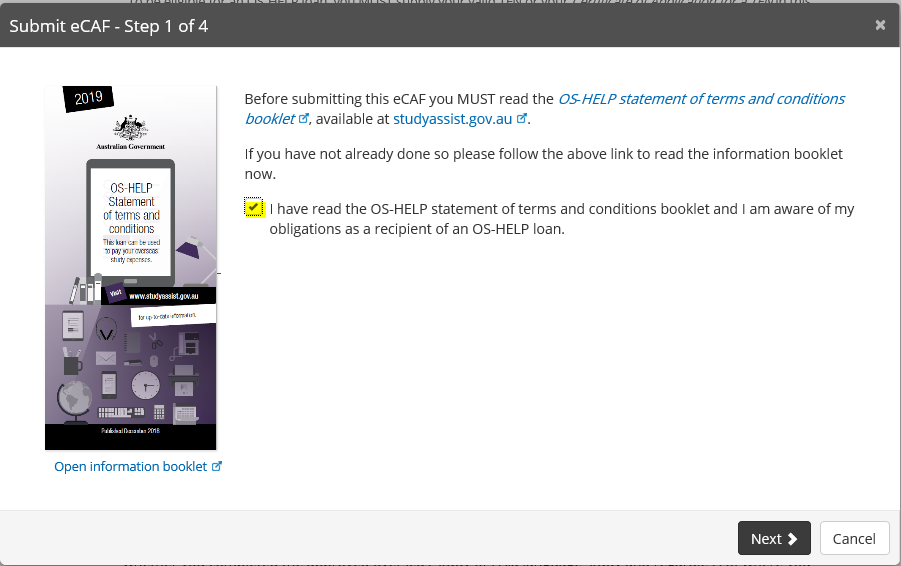 Submit eCAF - Step 1 of 4
×
2019
Australian Government
OS-HELP
Statement
of terms and
conditions
This loan can be used
to pay your overseas
study expenses.
Visit www.studyassist.gov.au
for up-to-date information.
Published December 2018
Open information booklet
Before submitting this eCAF you MUST read the OS-HELP statement of terms and conditions
booklet, available at studyassist.gov.au.
If you have not already done so please follow the above link to read the information booklet
now.
I have read the OS-HELP statement of terms and conditions booklet and I am aware of my
obligations as a recipient of an OS-HELP loan.
Next
Cancel